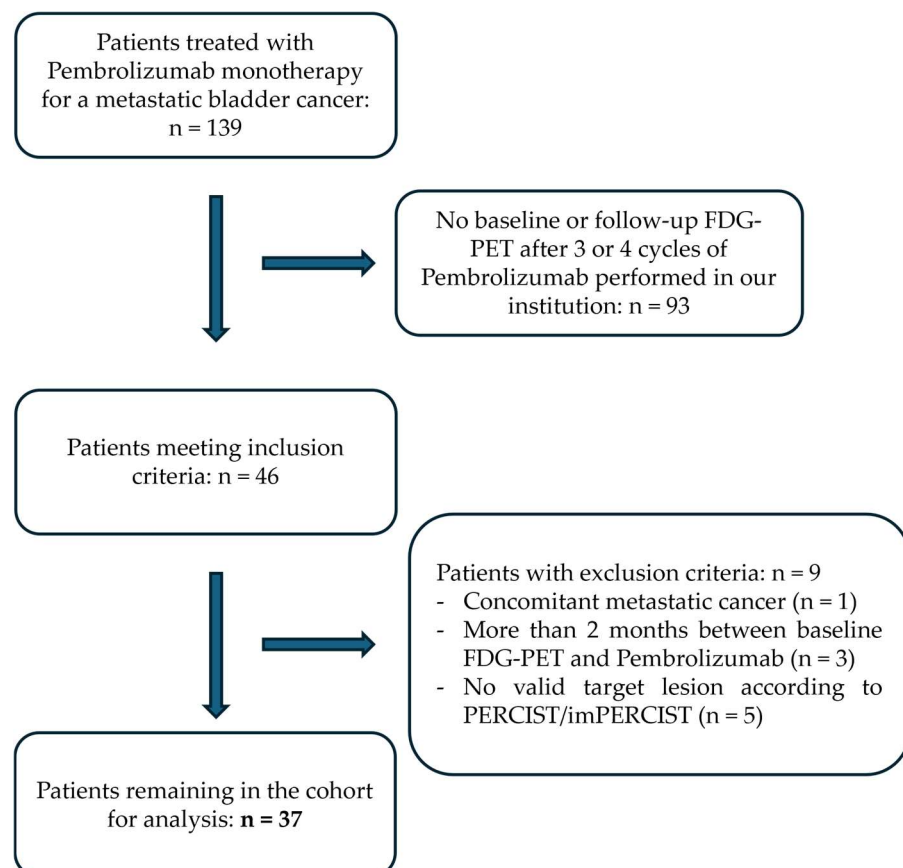 Patients treated with
Pembrolizumab monotherapy
for a metastatic bladder cancer:
n = 139
No baseline or follow-up FDG-
PET after 3 or 4 cycles of
Pembrolizumab performed in our
institution: n = 93
Patients meeting inclusion
criteria: n = 46
Patients with exclusion criteria: n = 9
- Concomitant metastatic cancer (n = 1)
- More than 2 months between baseline
FDG-PET and Pembrolizumab (n = 3)
- No valid target lesion according to
PERCIST/imPERCIST (n = 5)
Patients remaining in the cohort
for analysis: n = 37